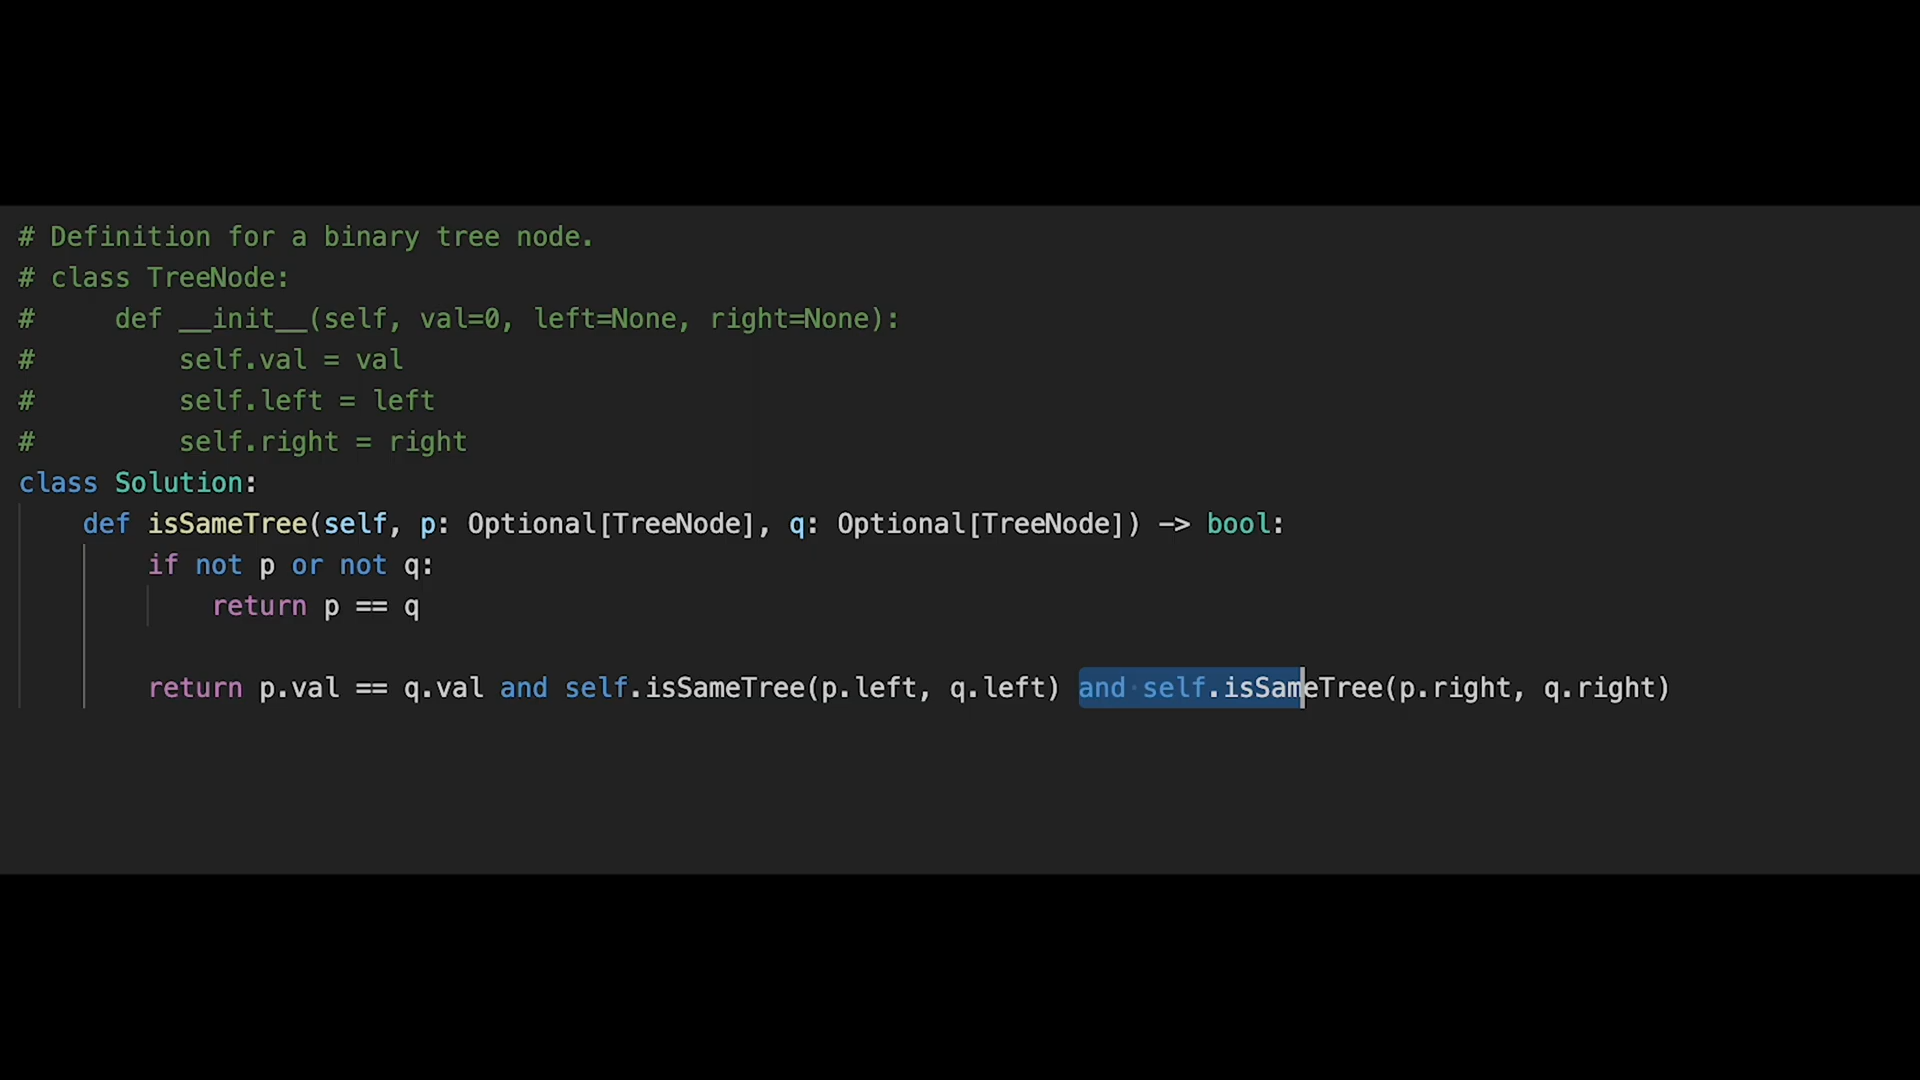 # Definition for a binary tree node.
# class TreeNode:
#     def __init__(self, val=0, left=None, right=None):
#         self.val = val
#         self.left = left
#         self.right = right
class Solution:
    def isSameTree(self, p: Optional[TreeNode], q: Optional[TreeNode]) -> bool:
        if not p or not q:
            return p == q
        return p.val == q.val and self.isSameTree(p.left, q.left) and self.isSameTree(p.right, q.right)